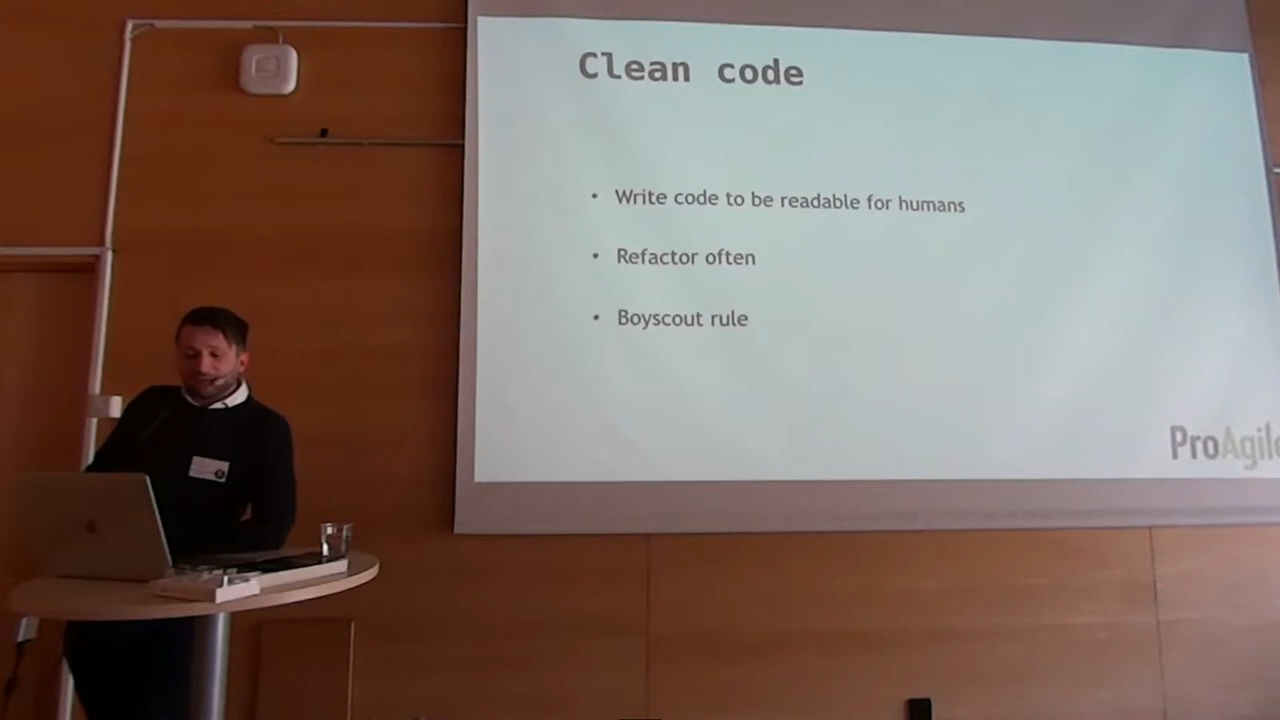 Clean code
• Write code to be readable for humans
• Refactor often
• Boyscout rule
ProAgile